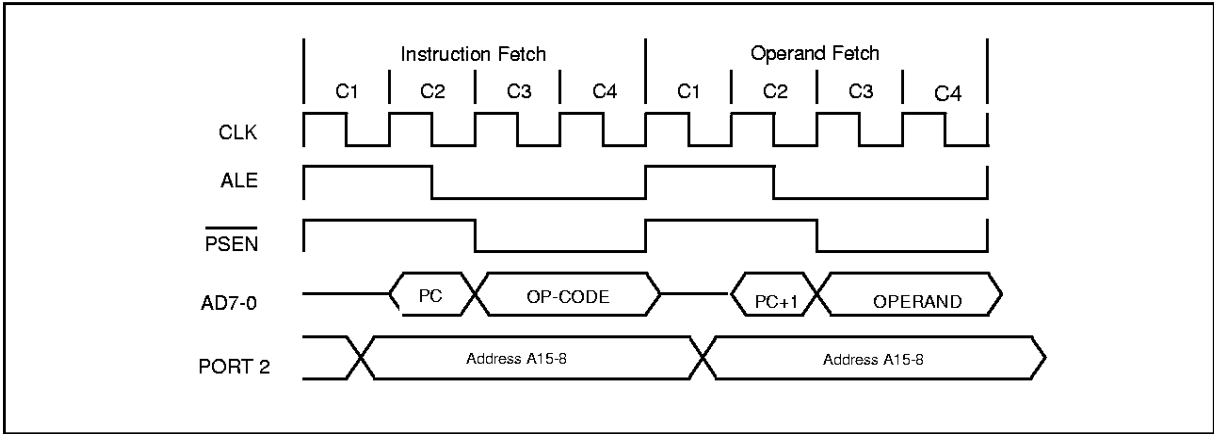 Instruction Fetch Operand Fetch
C1 C2 C3 C4 C1 C2 C3 C4
CLK
ALE
PSEN
AD7-0 PC OP-CODE PC+1 OPERAND
PORT 2 Address A15-8 Address A15-8